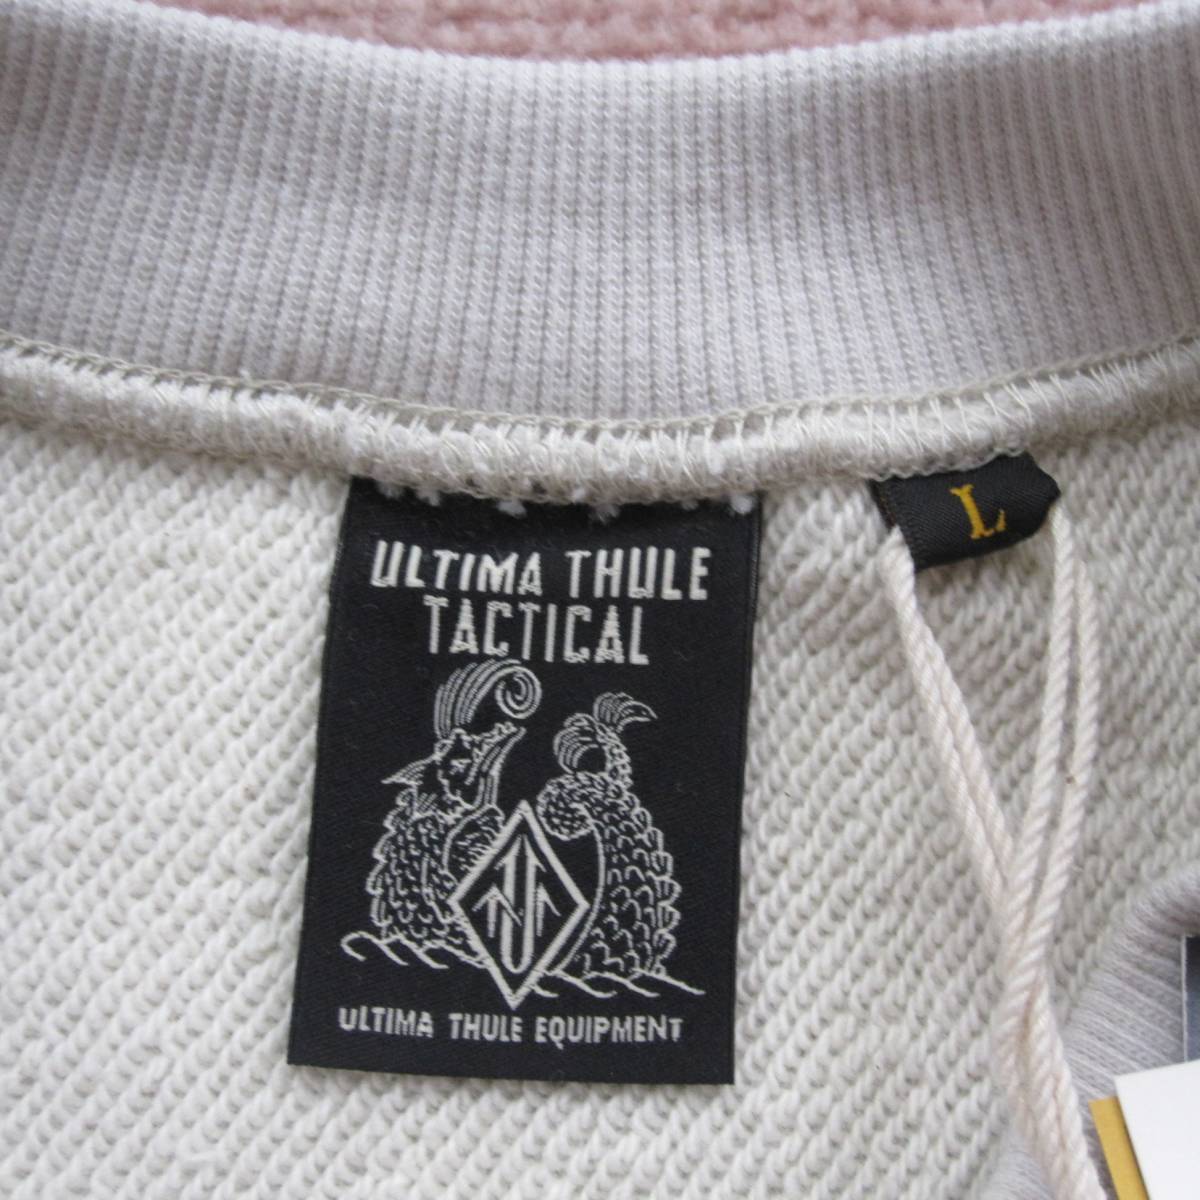 ULTIMA THULE
TACTICAL
ULTIMA THULE EQUIPMENT
L